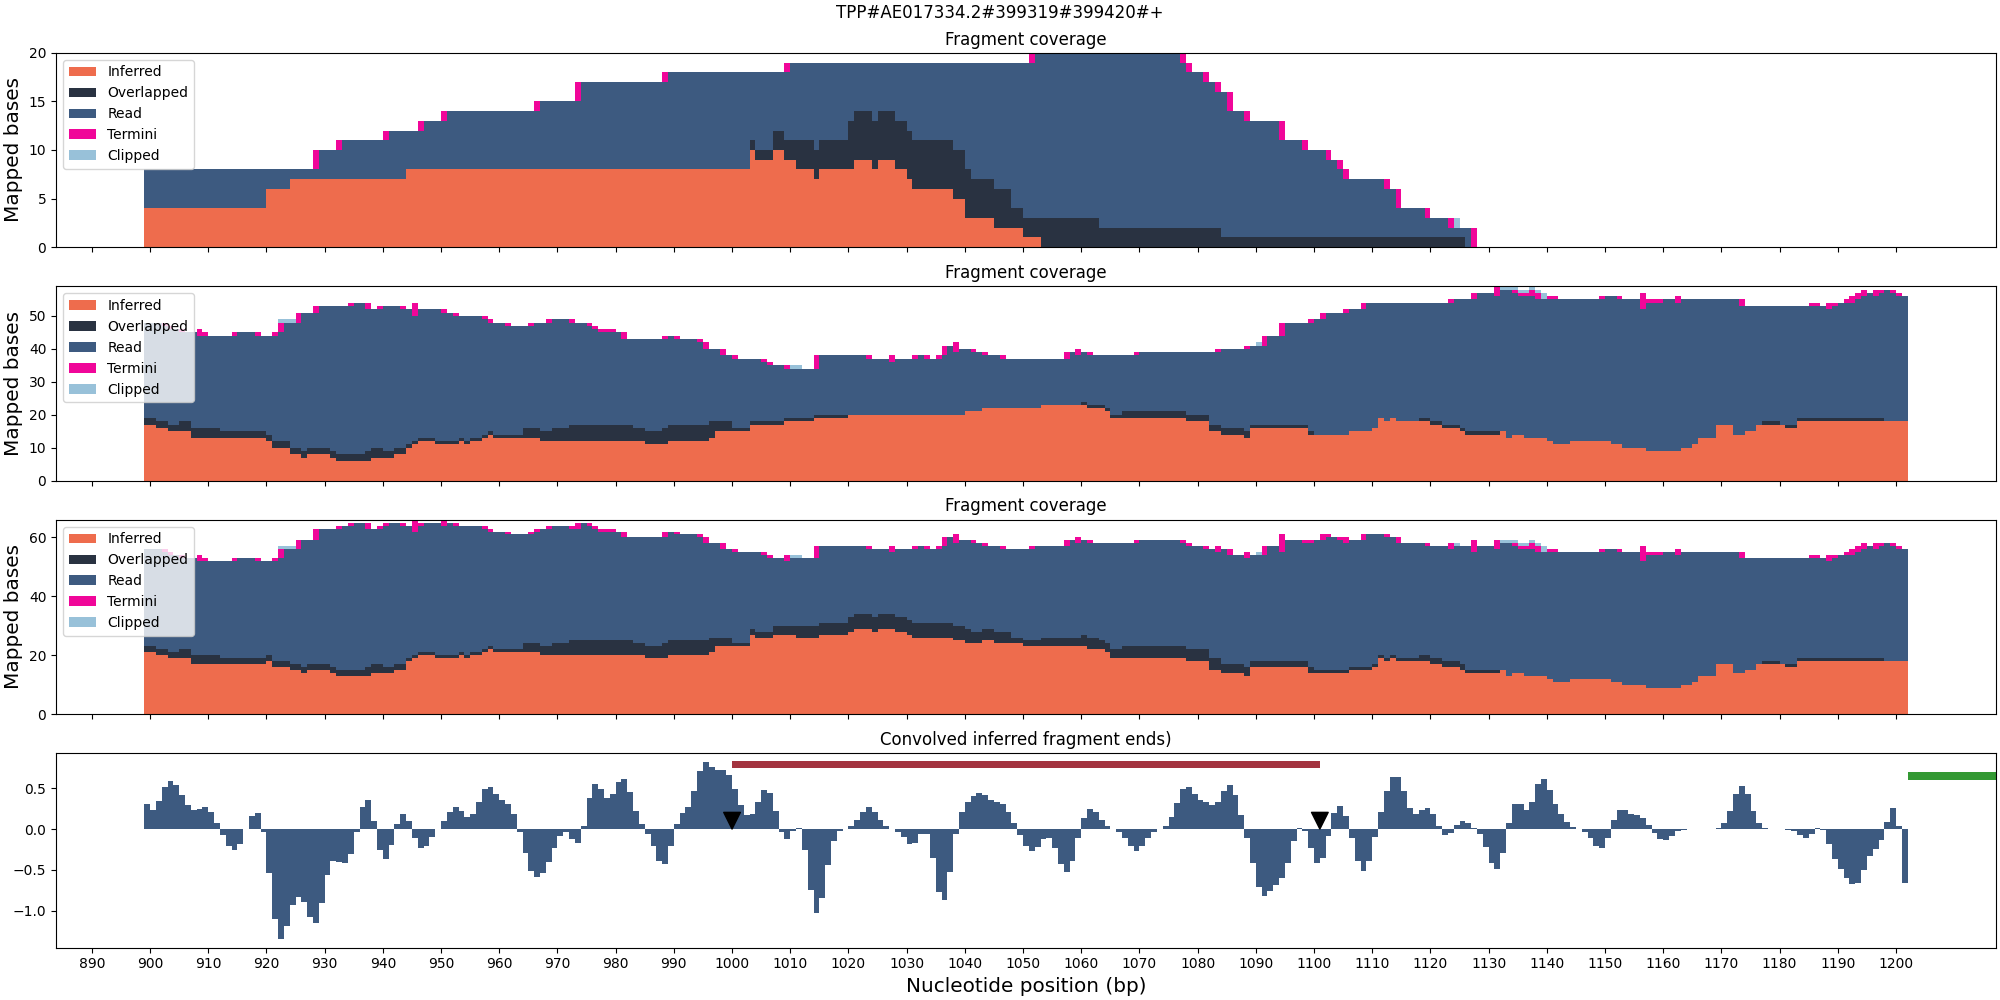 TPP#AE017334.2#399319#399420#+
Fragment coverage
Mapped bases
20
15
10
5
0
Inferred
Overlapped
Read
Termini
Clipped
Fragment coverage
Mapped bases
50
40
30
20
10
0
Inferred
Overlapped
Read
Termini
Clipped
Fragment coverage
Mapped bases
60
40
20
0
Inferred
Overlapped
Read
Termini
Clipped
Convolved inferred fragment ends)
0.5
0.0
−0.5
−1.0
890 900 910 920 930 940 950 960 970 980 990 1000 1010 1020 1030 1040 1050 1060 1070 1080 1090 1100 1110 1120 1130 1140 1150 1160 1170 1180 1190 1200
Nucleotide position (bp)